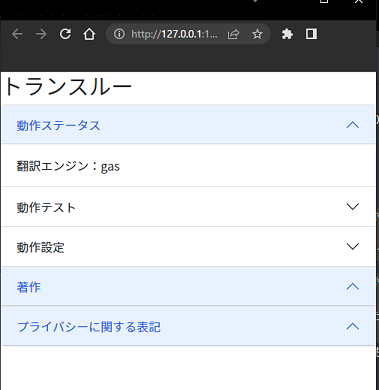 http://127.0.0.1:1...
トランスルー
動作ステータス
翻訳エンジン：gas
動作テスト
動作設定
著作
プライバシーに関する表記